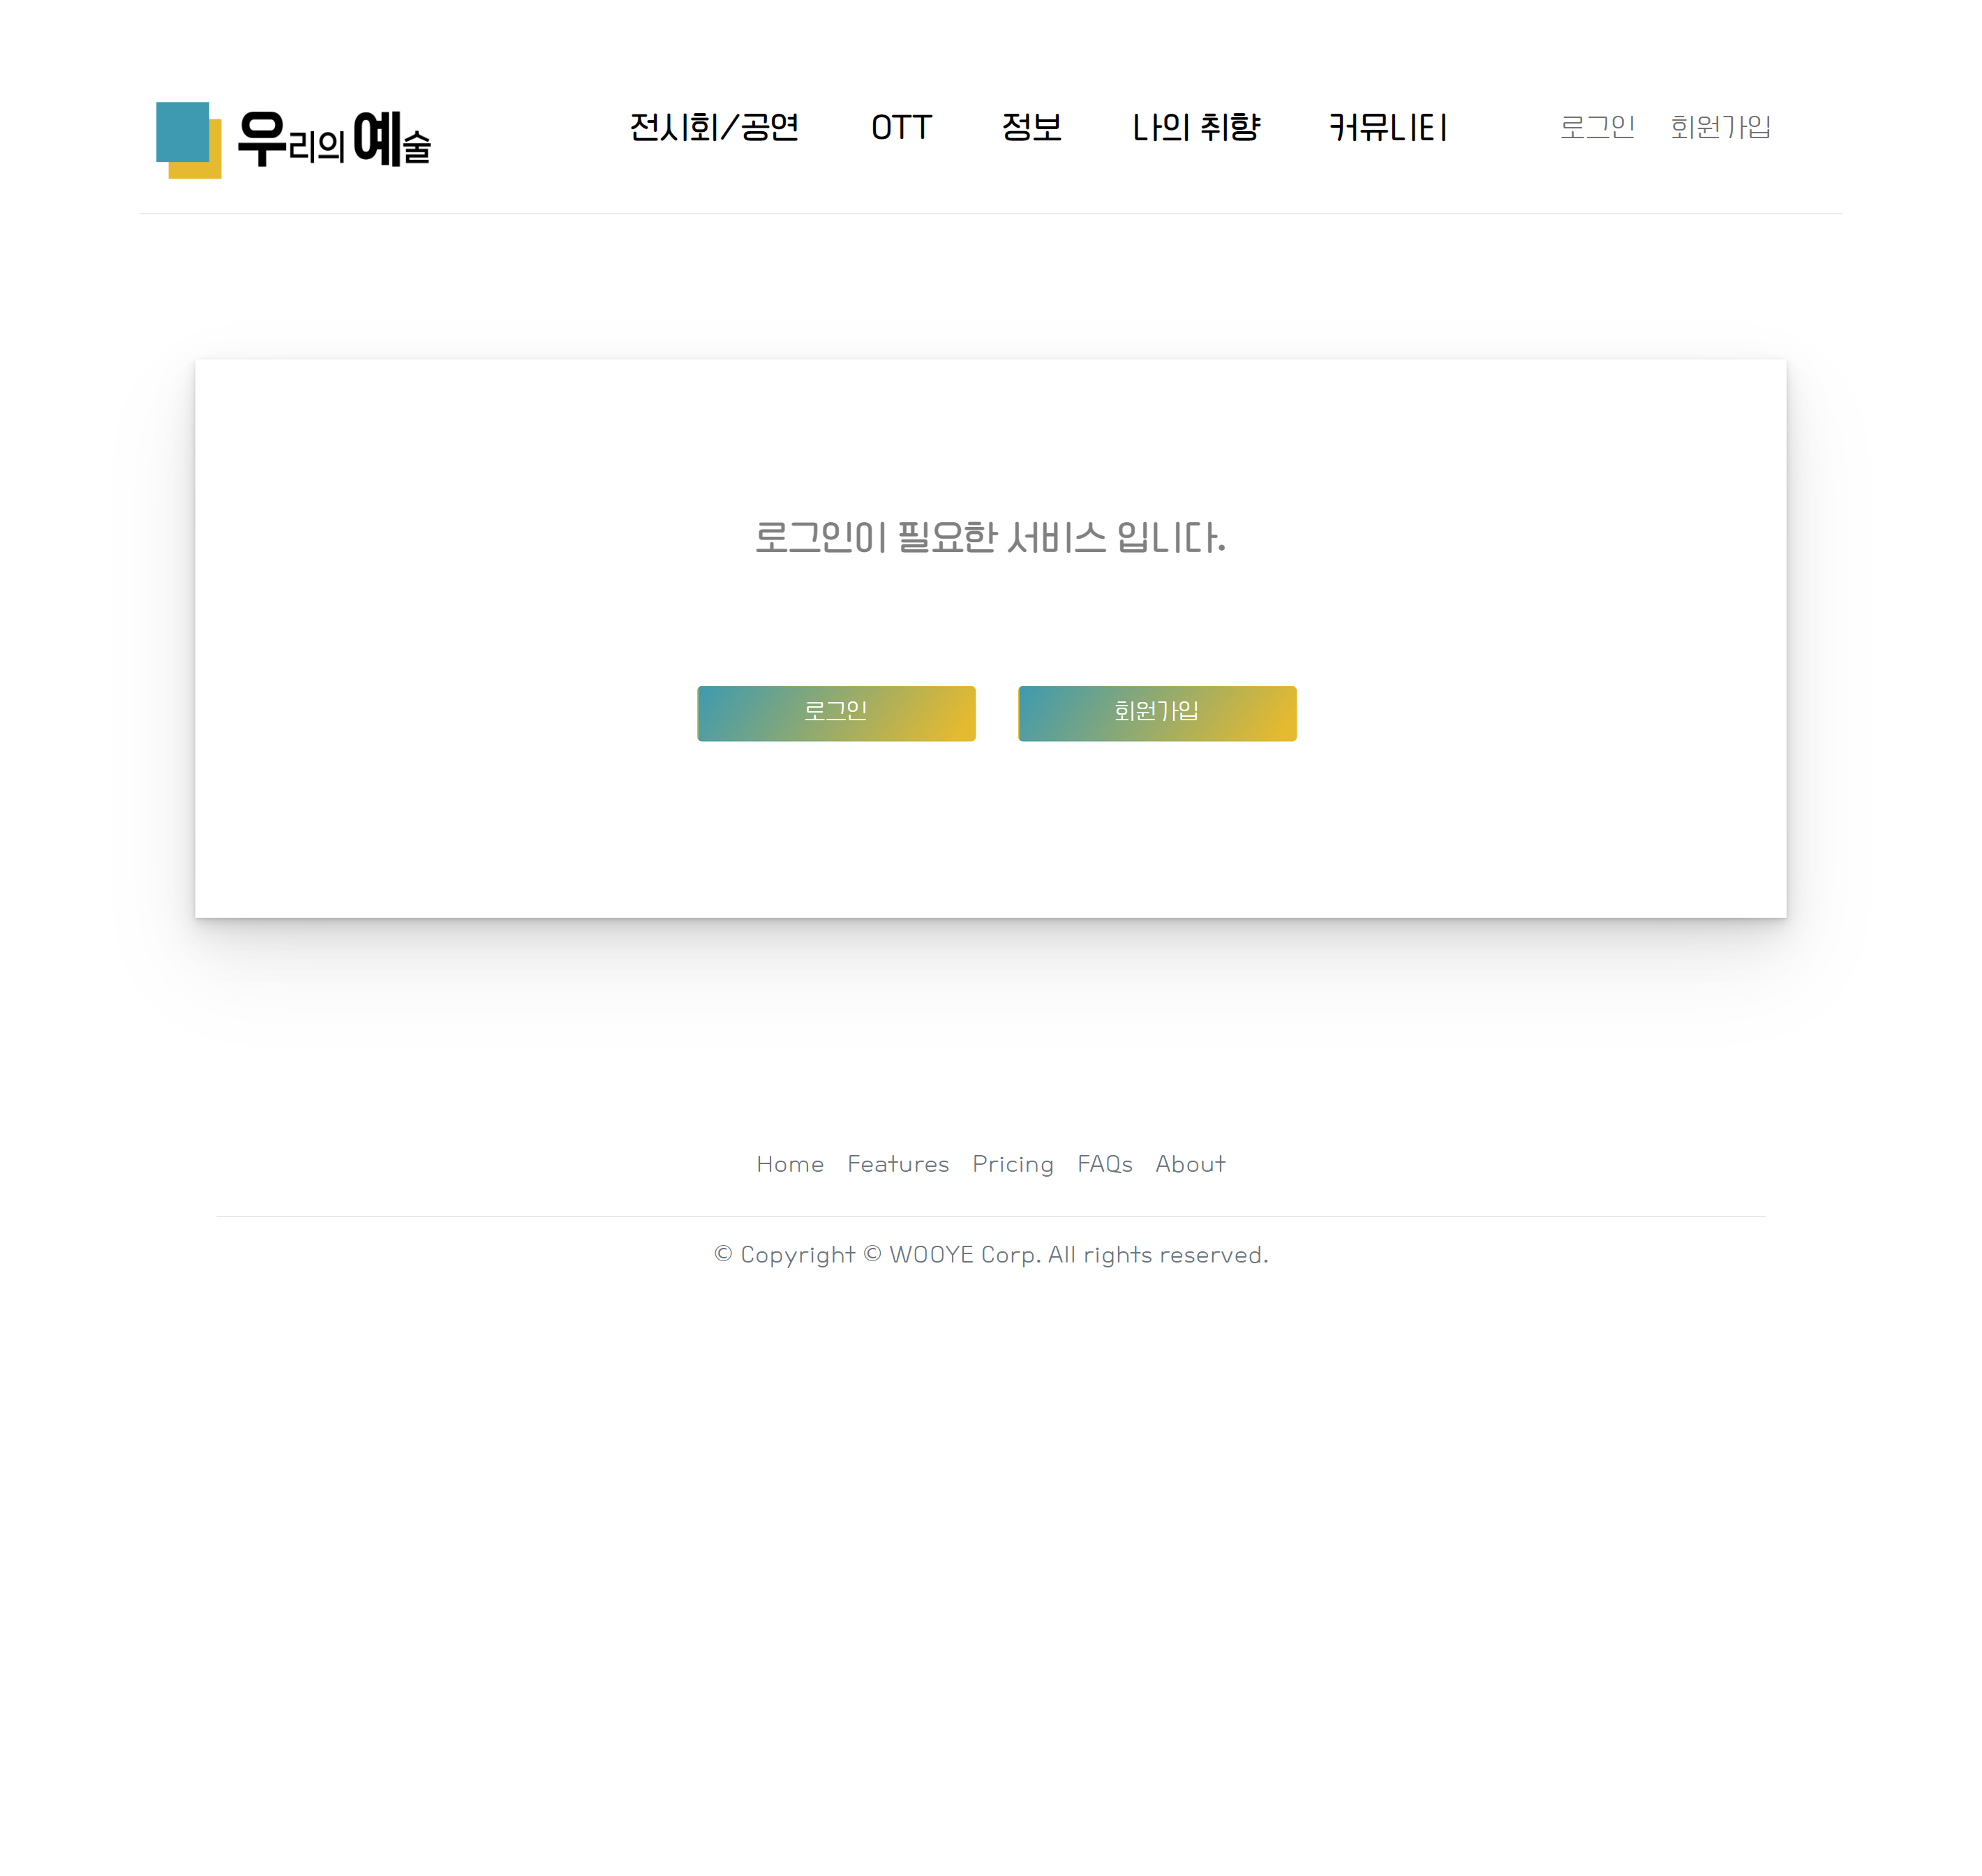 우리의 예술
전시회/공연 OTT 정보 나의 취향 커뮤니티 로그인 회원가입
로그인이 필요한 서비스 입니다.
로그인 회원가입
Home Features Pricing FAQs About
© Copyright © WOOYE Corp. All rights reserved.